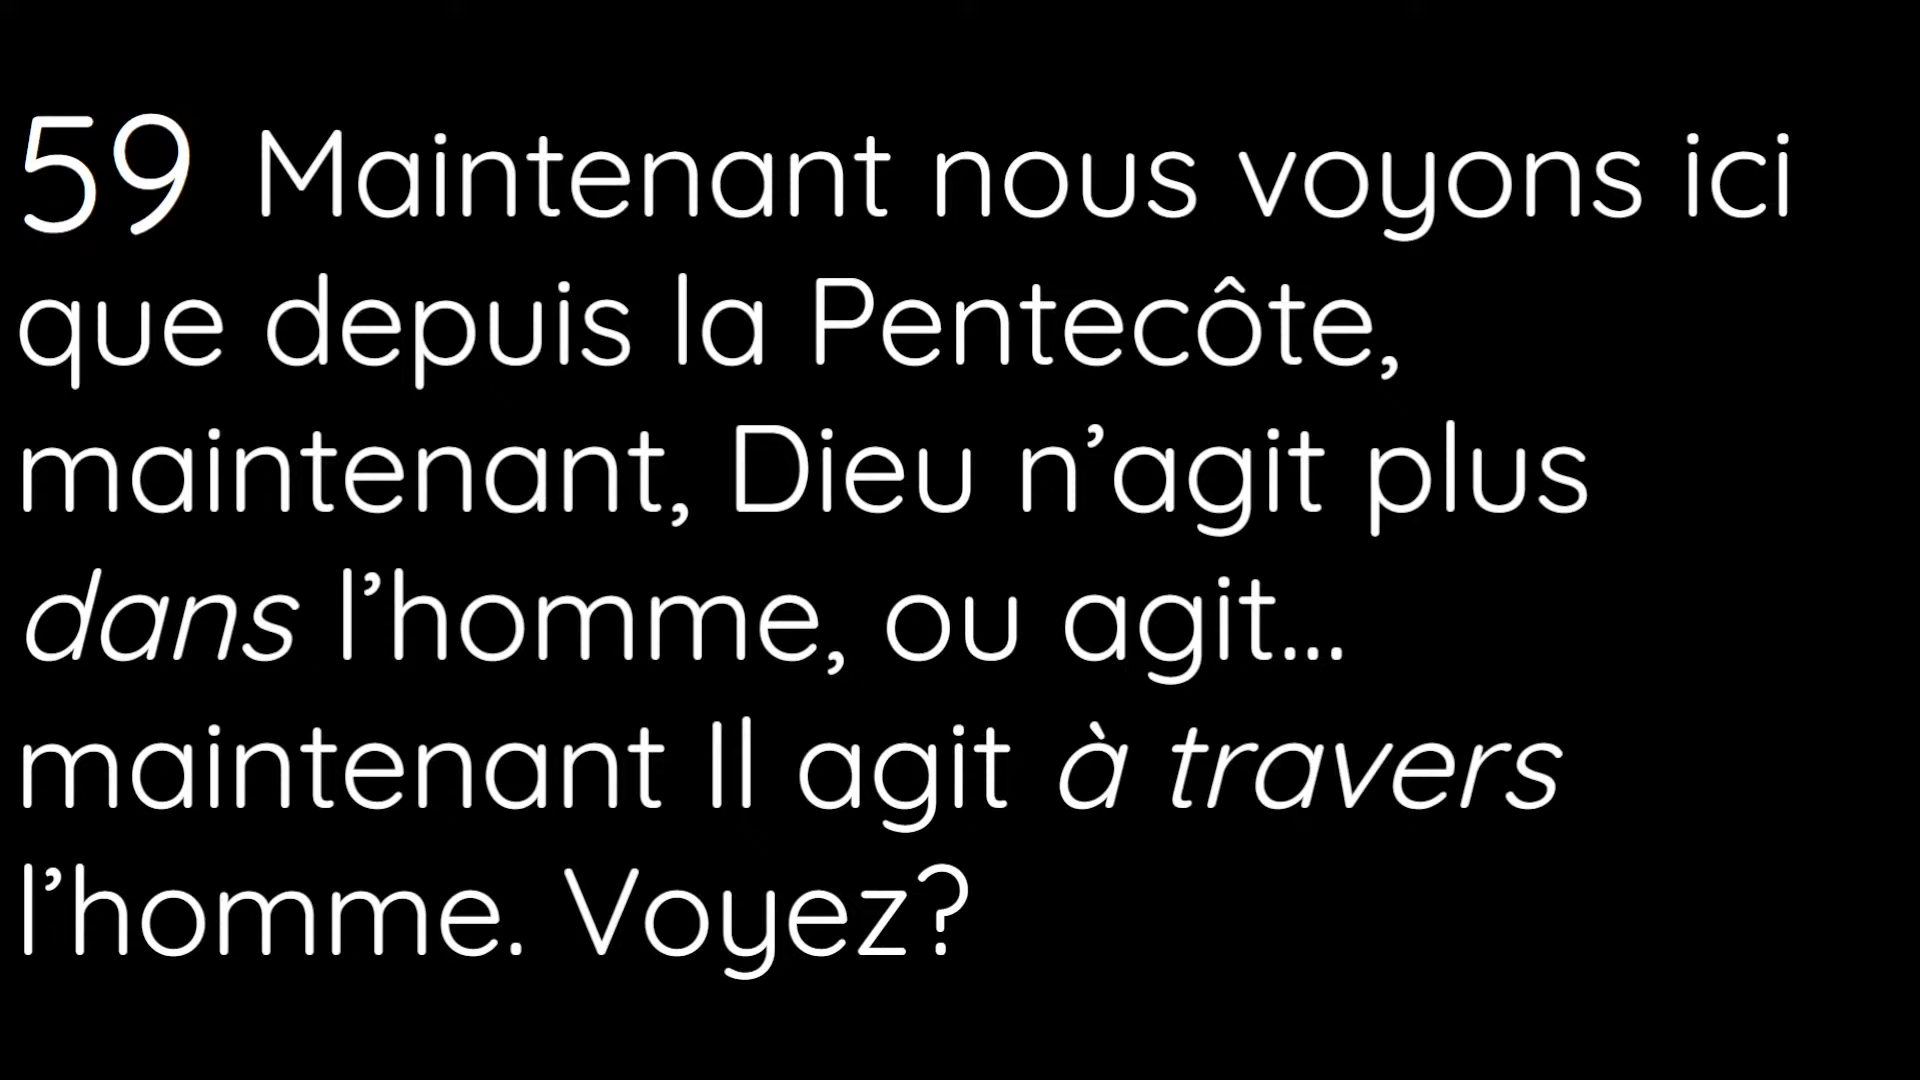 59 Maintenant nous voyons ici
que depuis la Pentecôte,
maintenant, Dieu n’agit plus
dans l’homme, ou agit...
maintenant Il agit à travers
l’homme. Voyez?